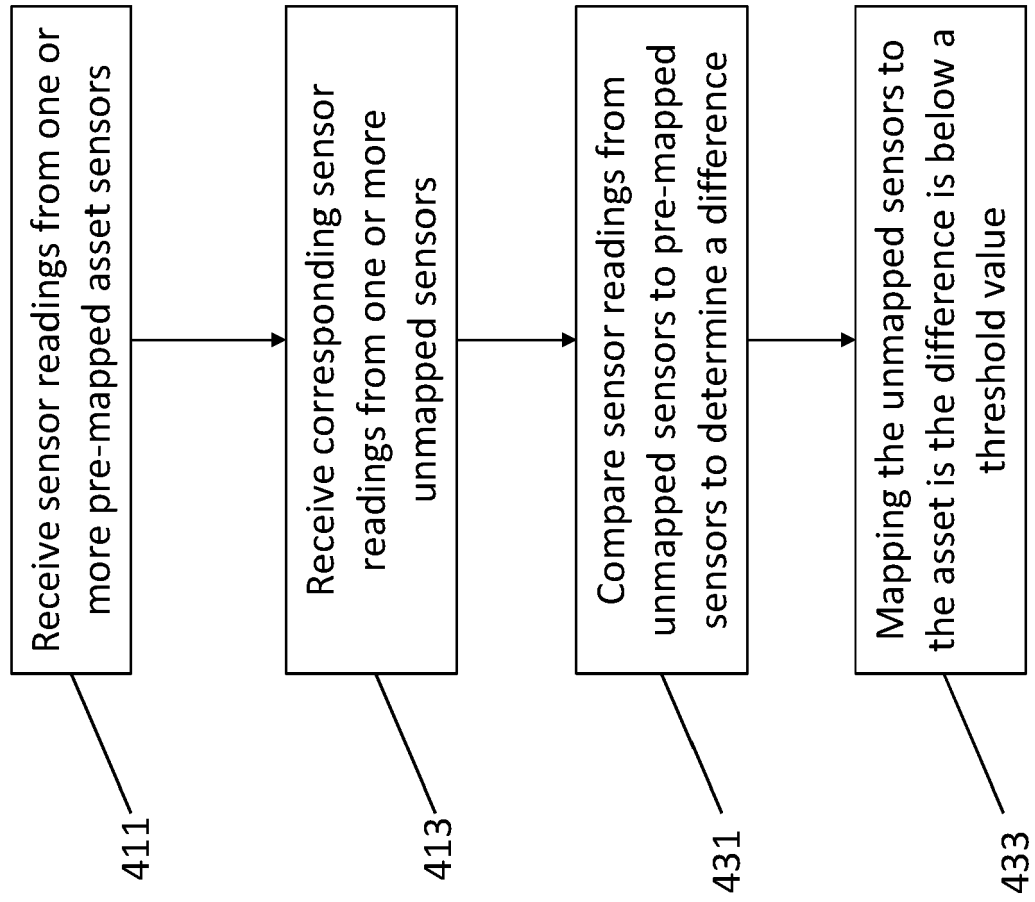 Receive sensor readings from one or
more pre-mapped asset sensors
411
Receive corresponding sensor
readings from one or more
unmapped sensors
413
Compare sensor readings from
unmapped sensors to pre-mapped
sensors to determine a difference
431
Mapping the unmapped sensors to
the asset is the difference is below a
threshold value
433